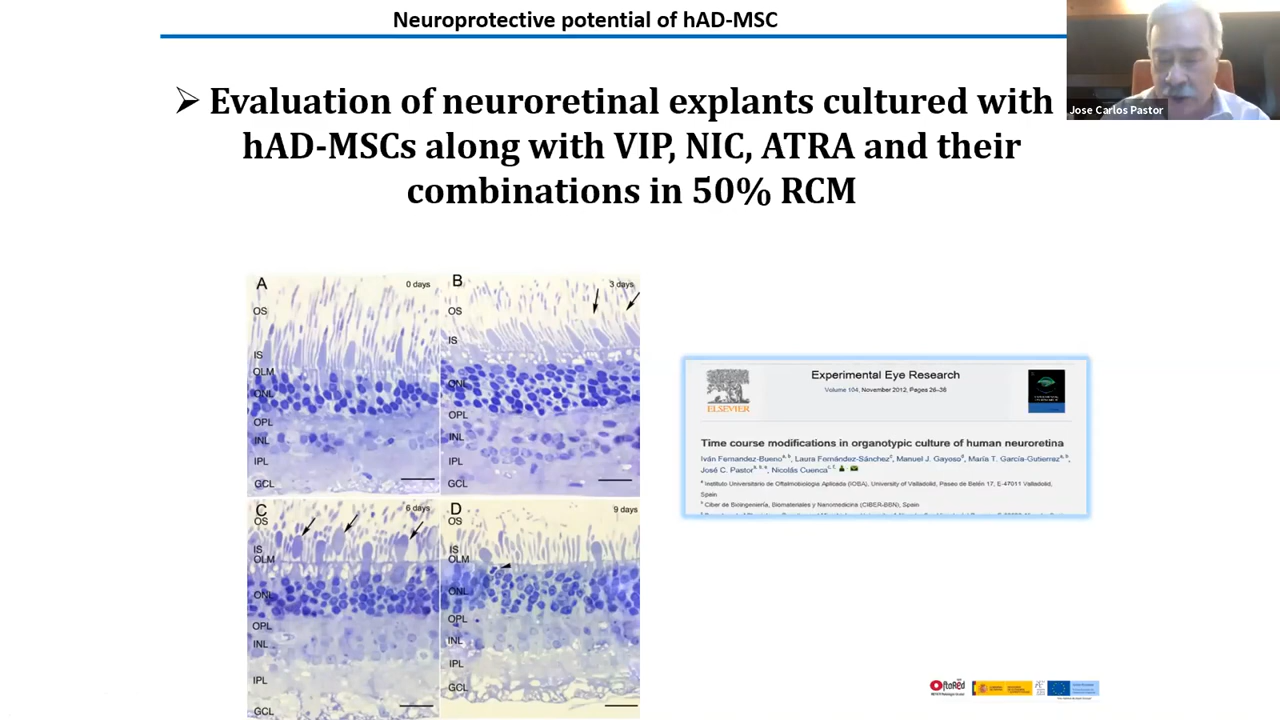 Neuroprotective potential of hAD-MSC
Jose Carlos Pastor
➢ Evaluation of neuroretinal explants cultured with
hAD-MSCs along with VIP, NIC, ATRA and their
combinations in 50% RCM
A
0 days
OS
IS
OLM
ONL
OPL
INL
IPL
GCL
B
3 days
OS
IS
ONL
OPL
INL
IPL
GCL
C
6 days
OS
IS
OLM
ONL
OPL
INL
IPL
GCL
D
9 days
OS
IS
OLM
ONL
OPL
INL
IPL
GCL
ELSEVIER
Experimental Eye Research
Volume 104, November 2012, Pages 26-36
Time course modifications in organotypic culture of human neuroretina
Iván Fernandez-Bueno, Laura Fernández-Sánchez, Manuel J. Gayoso, María T. García-Gutierrez,
José C. Pastor, Nicolás Cuenca
ª Instituto Universitario de Oftalmobiología Aplicada (IOBA), University of Valladolid, Paseo de Belén 17, E-47011 Valladolid,
Spain
Ciber de Bioingeniería, Biomateriales y Nanomedicina (CIBER-BBN), Spain
OftaRed